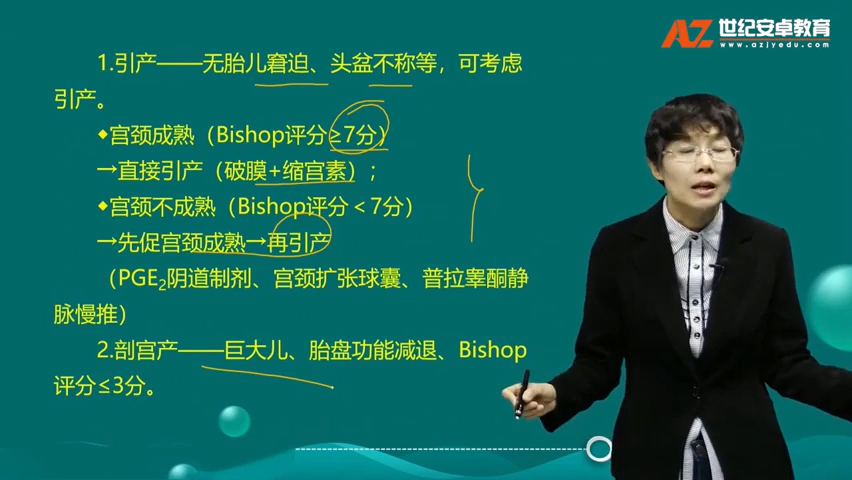 AZ 世纪安卓教育
www.azjyedu.com
1.引产——无胎儿窘迫、头盆不称等，可考虑
引产。
◆宫颈成熟（Bishop评分≥7分）
→直接引产（破膜+缩宫素）；
◆宫颈不成熟（Bishop评分＜7分）
→先促宫颈成熟→再引产
（PGE₂阴道制剂、宫颈扩张球囊、普拉睾酮静
脉慢推）
2.剖宫产——巨大儿、胎盘功能减退、Bishop
评分≤3分。